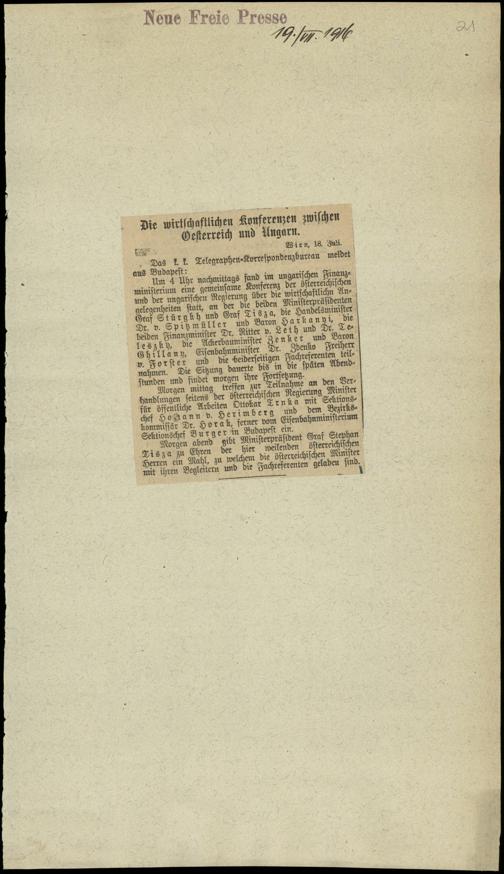 Neue Freie Presse
19./VII. 1916
21
Die wirtschaftlichen Konferenzen zwischen
Oesterreich und Ungarn.
Wien, 18. Juli.
Das k. k. Telegraphen-Korrespondenzbureau meldet
aus Budapest:
Um 4 Uhr nachmittags fand im ungarischen Finanz-
ministerium eine gemeinsame Konferenz der österreichischen
und der ungarischen Regierung über die wirtschaftlichn An-
gelegenheiten statt, an der die beiden Ministerpräsidenten
Graf Stürgkh und Graf Tisza, die Handelsminister
Dr. v. Spitzmüller und Baron Harkanyi, die
beiden Finanzminister Dr. Ritter v. Leth und Dr. Te-
leszky, die Ackerbauminister Zenker und Baron
Ghillany, Eisenbahnminister Dr. Zdenko Freiherr
v. Forster und die beiderseitigen Fachreferenten teil-
nahmen. Die Sitzung dauerte bis in die späten Abend-
stunden und findet morgen ihre Fortsetzung.
Morgen mittag treffen zur Teilnahme an den Ver-
handlungen seitens der österreichischen Regierung Minister
für öffentliche Arbeiten Ottokar Trnka mit Sektions-
chef v. Herimberg und dem Bezirks-
kommissär Dr. Horak, ferner vom Eisenbahnministerium
Sektionschef Burger in Budapest ein.
Morgen abend gibt Ministerpräsident Graf Stephan
Tisza zu Ehren der hier weilenden österreichischen
Herren ein Mahl, zu welchem die österreichischen Minister
mit ihren Begleitern und die Fachreferenten geladen sind.